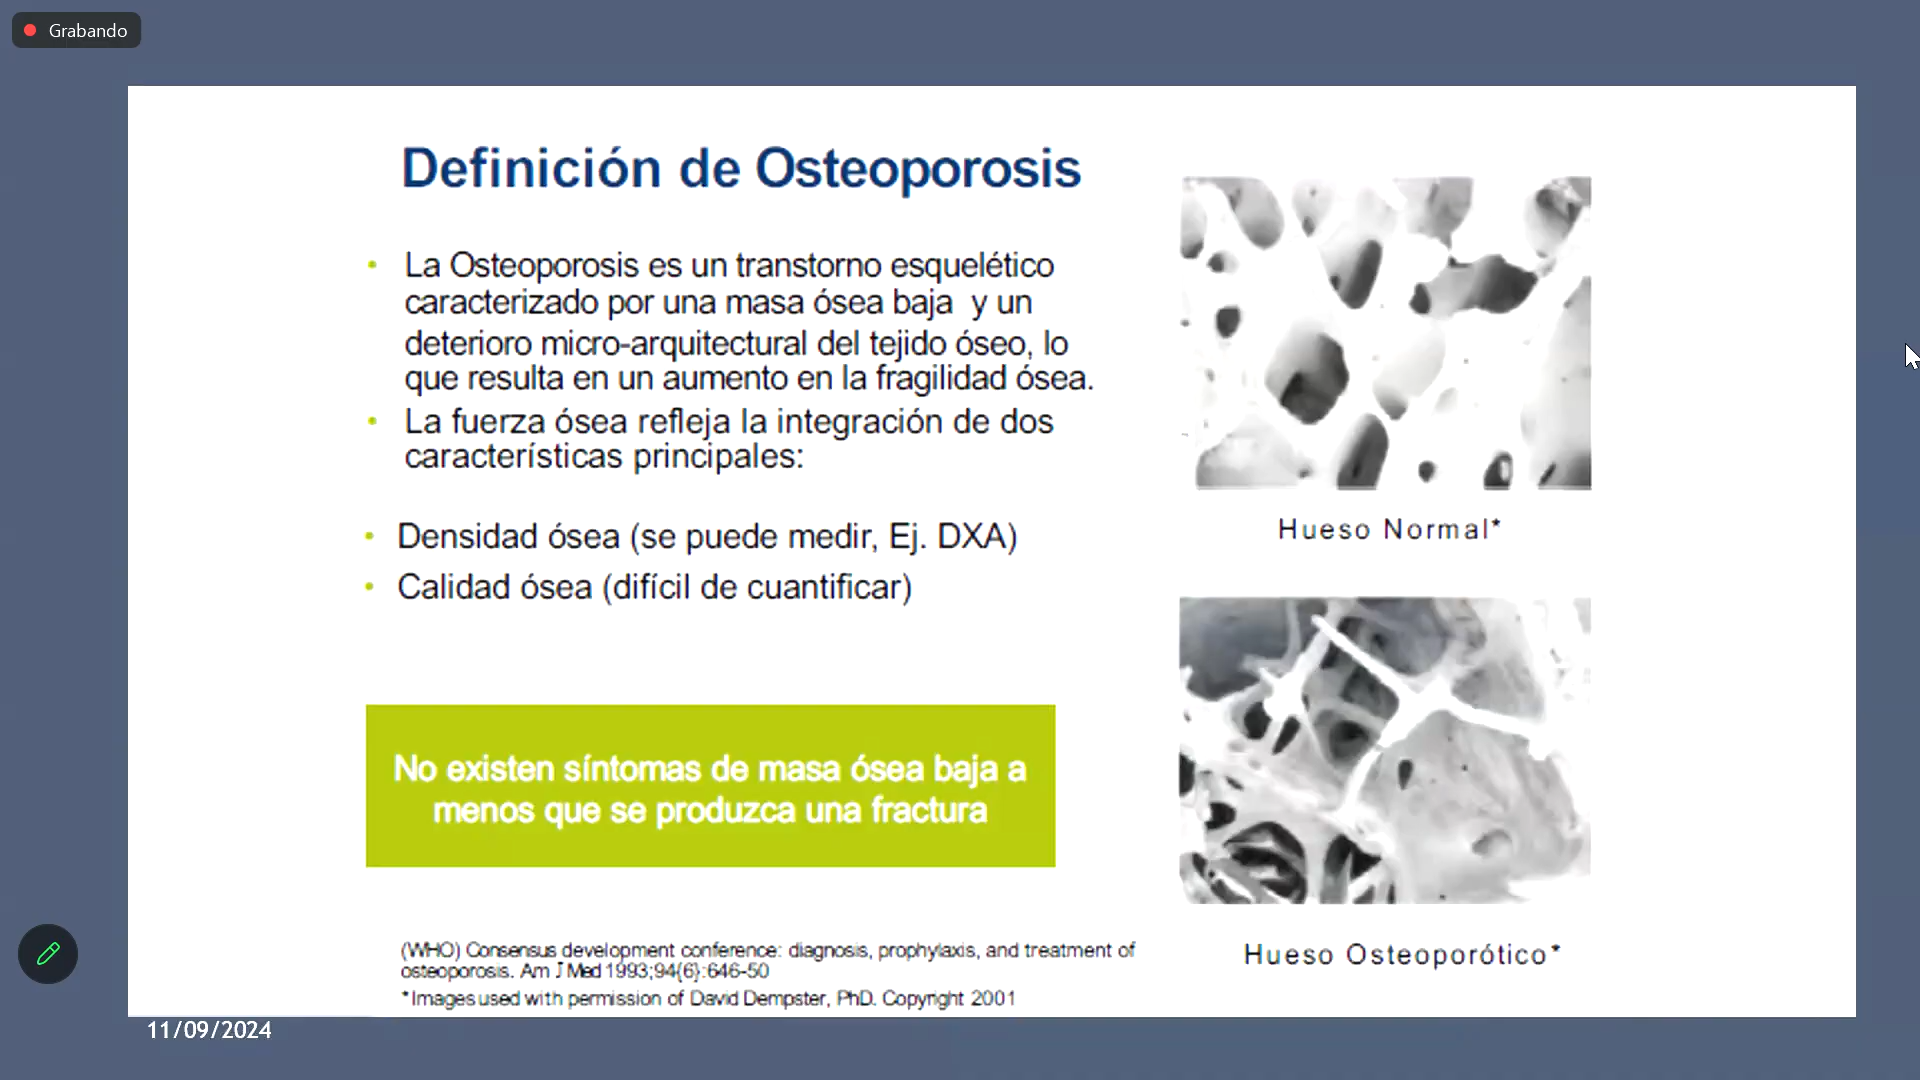 Grabando
Definición de Osteoporosis
• La Osteoporosis es un transtorno esquelético
caracterizado por una masa ósea baja y un
deterioro micro-arquitectural del tejido óseo, lo
que resulta en un aumento en la fragilidad ósea.
• La fuerza ósea refleja la integración de dos
características principales:
• Densidad ósea (se puede medir, Ej. DXA)
• Calidad ósea (difícil de cuantificar)
No existen síntomas de masa ósea baja a
menos que se produzca una fractura
Hueso Normal*
Hueso Osteoporótico*
(WHO) Consensus development conference: diagnosis, prophylaxis, and treatment of
osteoporosis. Am J Med 1993;94(6):646-50
*Images used with permission of David Dempster, PhD. Copyright 2001
11/09/2024